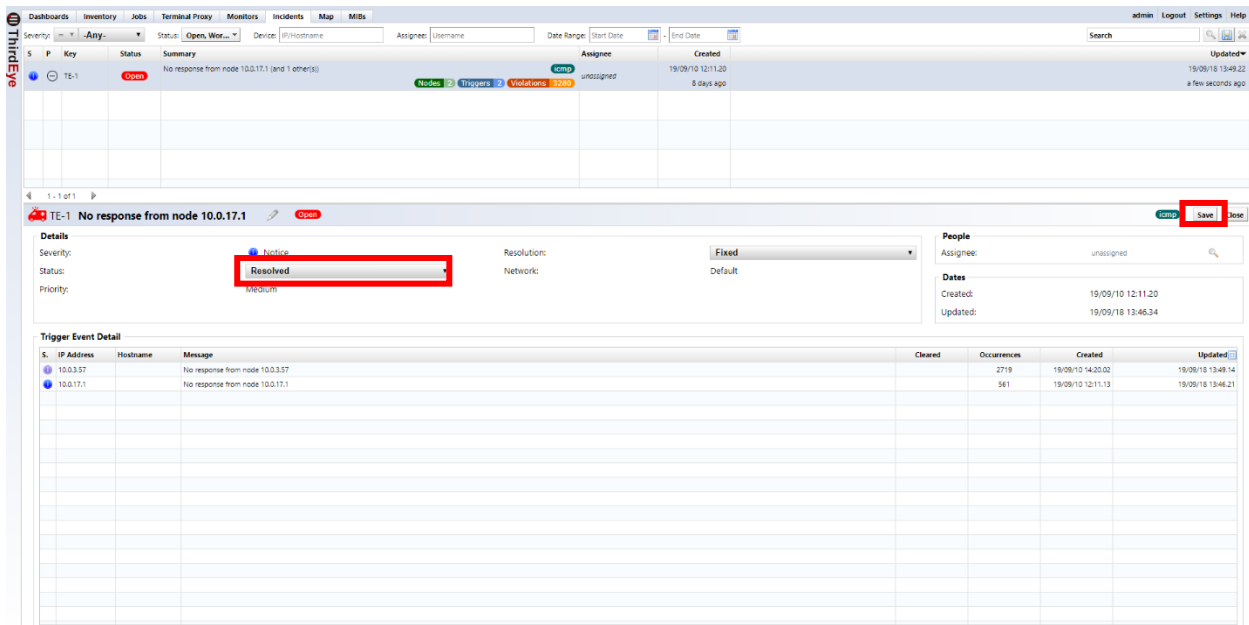 ThirdEye
Dashboards Inventory Jobs Terminal Proxy Monitors Incidents Map MIBs admin Logout Settings Help
Severity: -Any- Status: Open, Wor... Device: IP/Hostname Assignee: Username Date Range: Start Date - End Date Search
S P Key Status Summary Assignee Created Updated
TE-1 Open No response from node 10.0.17.1 (and 1 other(s)) icmp unassigned 19/09/10 12:11.20 19/09/18 13:49.22
Nodes 2 Triggers 2 Violations 3280 8 days ago a few seconds ago
1 - 1 of 1
TE-1 No response from node 10.0.17.1 Open icmp Save Close
Details People
Severity: Notice Resolution: Fixed Assignee: unassigned
Status: Resolved Network: Default Dates
Priority: Medium Created: 19/09/10 12:11.20
Updated: 19/09/18 13:46.34
Trigger Event Detail
S. IP Address Hostname Message Cleared Occurrences Created Updated
10.0.3.57 No response from node 10.0.3.57 2719 19/09/10 14:20.02 19/09/18 13:49.14
10.0.17.1 No response from node 10.0.17.1 561 19/09/10 12:11.13 19/09/18 13:46.21